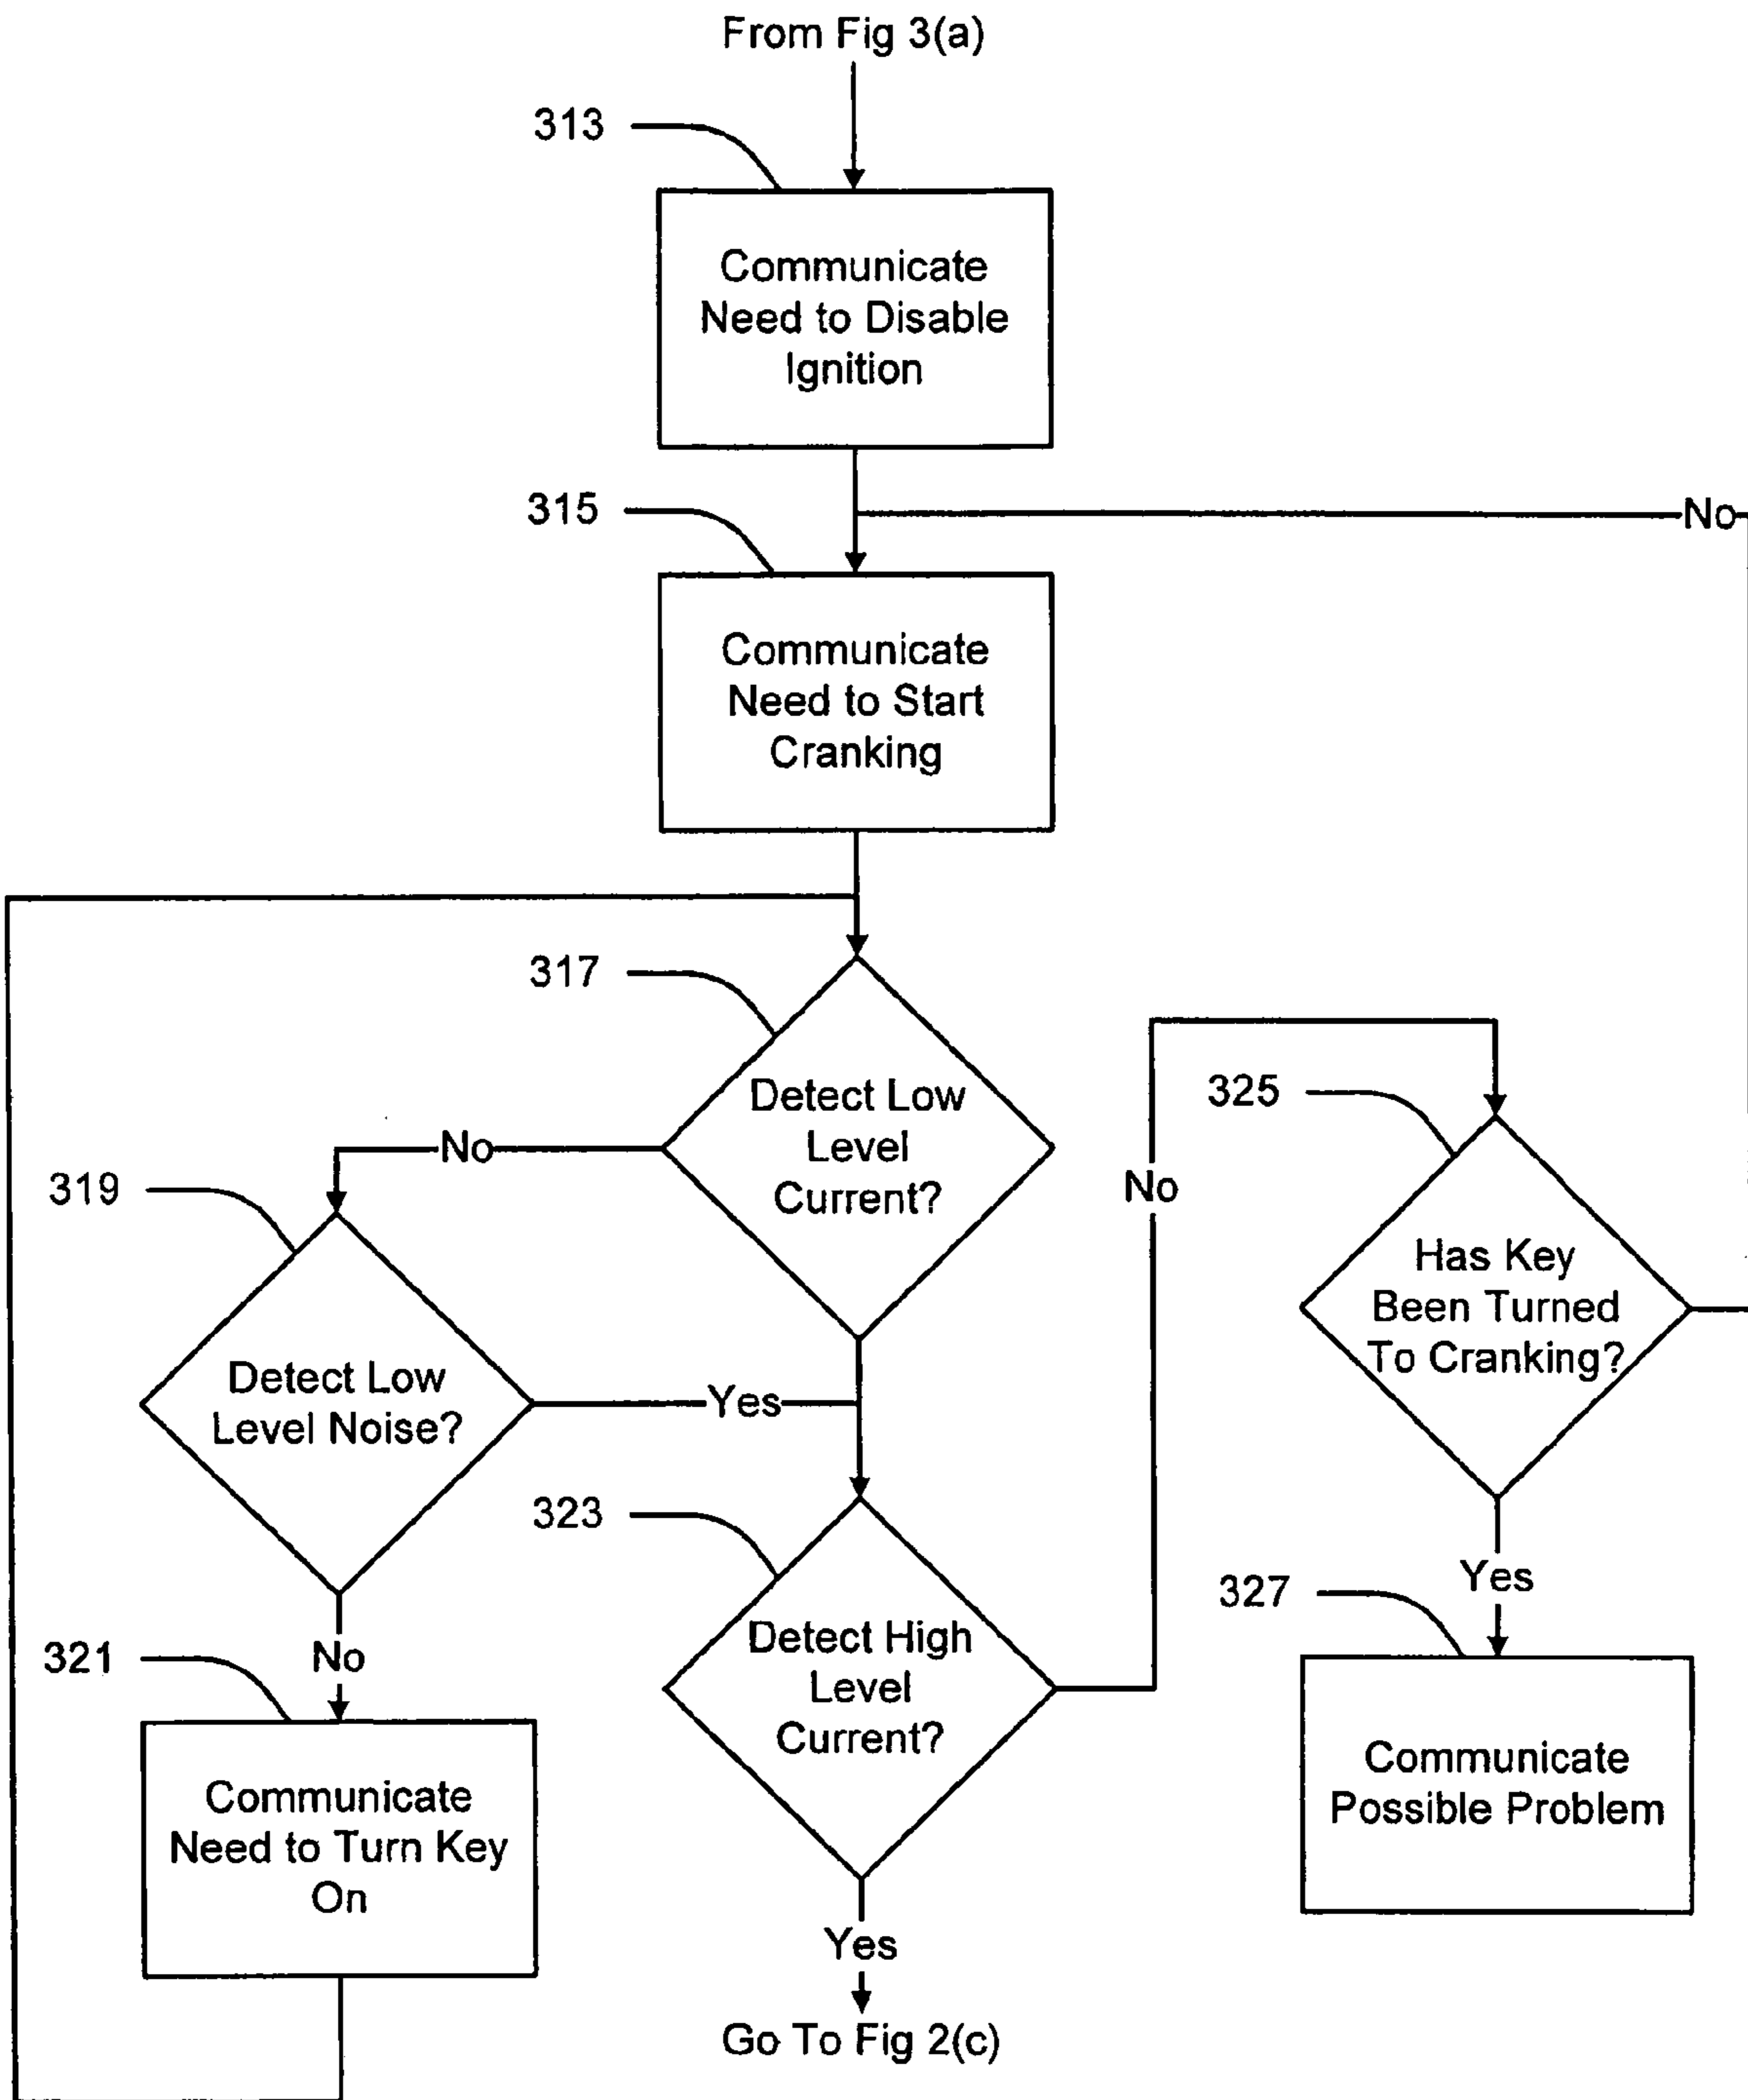 From Fig 3(a)
313
Communicate
Need to Disable
Ignition
315
No
Communicate
Need to Start
Cranking
317
Detect Low
Level
Current?
No
319
Detect Low
Level Noise?
Yes
No
321
Communicate
Need to Turn Key
On
323
Detect High
Level
Current?
Yes
Go To Fig 2(c)
No
325
Has Key
Been Turned
To Cranking?
Yes
327
Communicate
Possible Problem